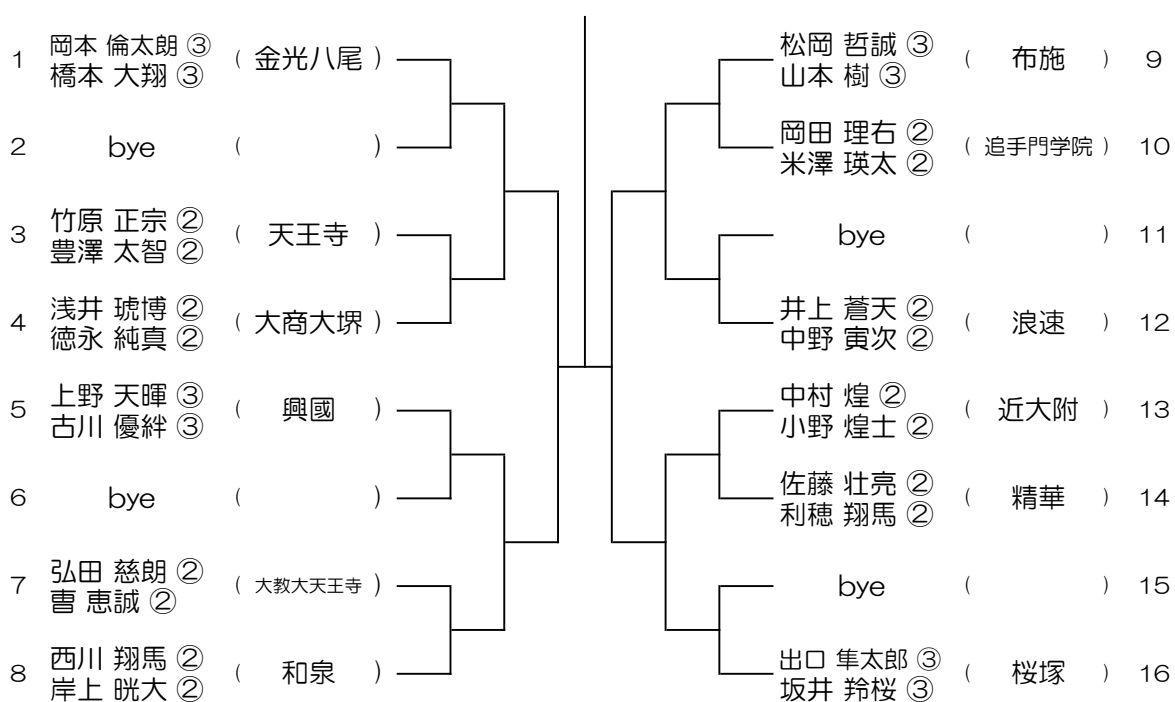 1 岡本 倫太朗 ③ ( 金光八尾 )
橋本 大翔 ③
2 bye ( )
3 竹原 正宗 ② ( 天王寺 )
豊澤 太智 ②
4 浅井 琥博 ② ( 大商大堺 )
徳永 純真 ②
5 上野 天暉 ③ ( 興國 )
古川 優絆 ③
6 bye ( )
7 弘田 慈朗 ② ( 大教大天王寺 )
曺 恵誠 ②
8 西川 翔馬 ② ( 和泉 )
岸上 晄大 ②
松岡 哲誠 ③ ( 布施 ) 9
山本 樹 ③
岡田 理右 ② ( 追手門学院 ) 10
米澤 瑛太 ②
bye ( ) 11
井上 蒼天 ② ( 浪速 ) 12
中野 寅次 ②
中村 煌 ② ( 近大附 ) 13
小野 煌士 ②
佐藤 壮亮 ② ( 精華 ) 14
利穂 翔馬 ②
bye ( ) 15
出口 隼太郎 ③ ( 桜塚 ) 16
坂井 羚桜 ③